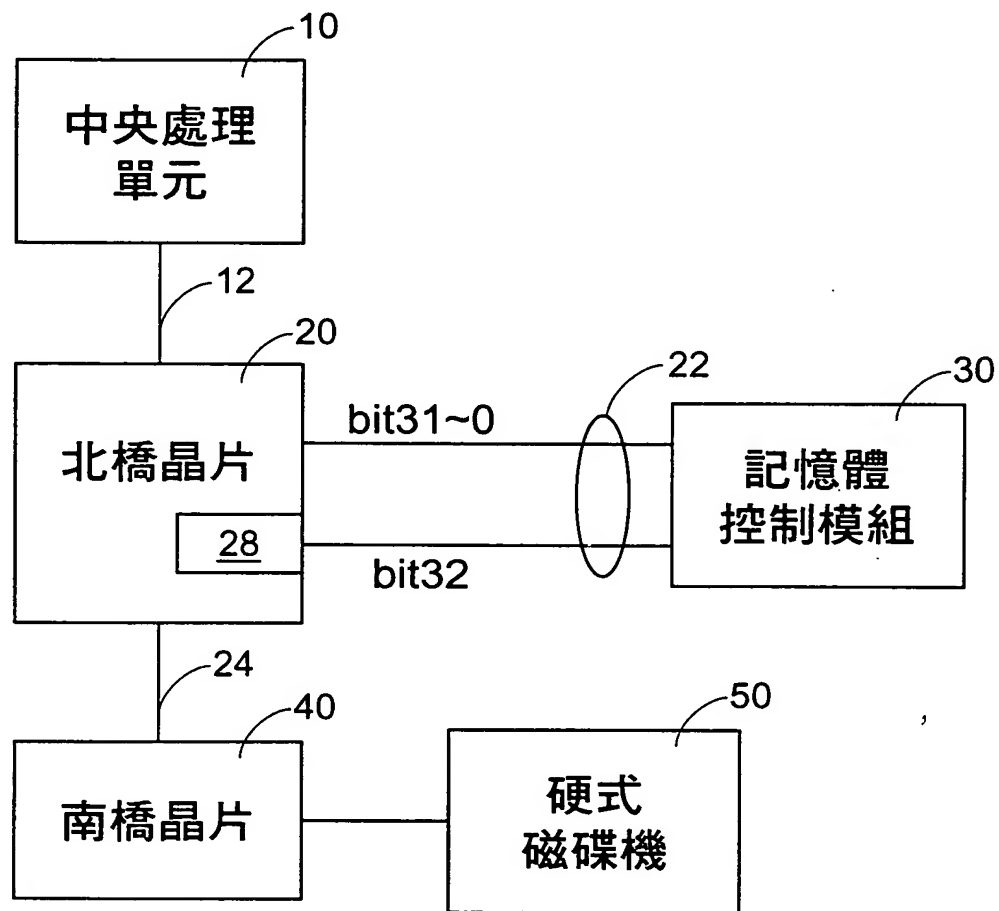 10
中央處理
單元
12
20
北橋晶片
28
bit31~0
bit32
22
30
記憶體
控制模組
24
40
南橋晶片
50
硬式
磁碟機